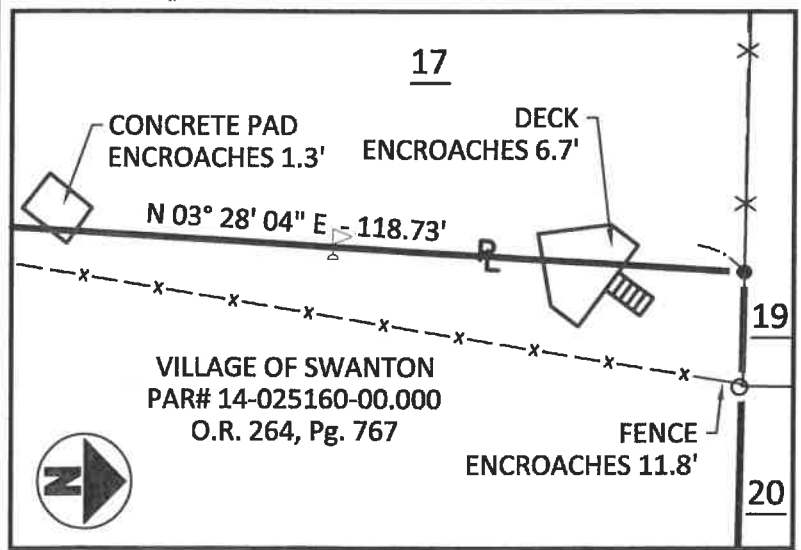 17
CONCRETE PAD
ENCROACHES 1.3'
DECK
ENCROACHES 6.7'
N 03° 28' 04" E - 118.73'
PL
19
VILLAGE OF SWANTON
PAR# 14-025160-00.000
O.R. 264, Pg. 767
FENCE
ENCROACHES 11.8'
N
20